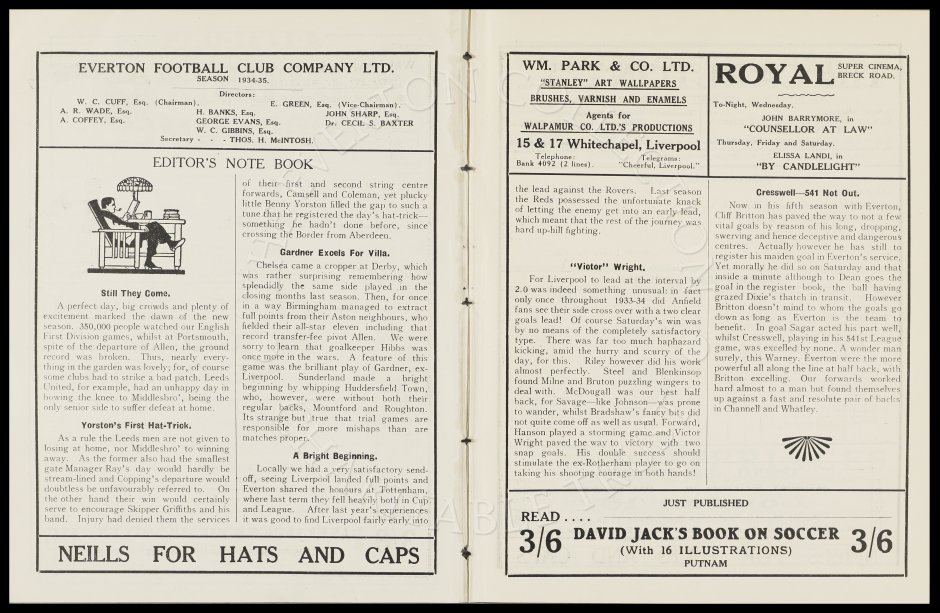 EVERTON FOOTBALL CLUB COMPANY LTD.
SEASON 1934-35.
Directors:
W. C. CUFF, Esq. (Chairman).
E. GREEN, Esq. (Vice-Chairman).
A. R. WADE, Esq.
H. BANKS, Esq.
JOHN SHARP, Esq.
A. COFFEY, Esq.
GEORGE EVANS, Esq.
Dr. CECIL S. BAXTER
W. C. GIBBINS, Esq.
Secretary - - - THOS. H. McINTOSH.
EDITOR'S NOTE BOOK
Still They Come.
A perfect day, big crowds and plenty of
excitement marked the dawn of the new
season. 350,000 people watched our English
First Division games, whilst at Portsmouth,
spite of the departure of Allen, the ground
record was broken. Thus, nearly every-
thing in the garden was lovely; for, of course
some clubs had to strike a bad patch. Leeds
United, for example, had an unhappy day in
bowing the knee to Middlesbro', being the
only senior side to suffer defeat at home.
Yorston's First Hat-Trick.
As a rule the Leeds men are not given to
losing at home, nor Middlesbro' to winning
away. As the former also had the smallest
gate Manager Ray's day would hardly be
stream-lined and Copping's departure would
doubtless be unfavourably referred to. On
the other hand their win would certainly
serve to encourage Skipper Griffiths and his
band. Injury had denied them the services
of their first and second string centre
forwards, Camsell and Coleman, yet plucky
little Benny Yorston filled the gap to such a
tune that he registered the day's hat-trick—
something he hadn't done before, since
crossing the Border from Aberdeen.
Gardner Excels For Villa.
Chelsea came a cropper at Derby, which
was rather surprising remembering how
splendidly the same side played in the
closing months last season. Then, for once
in a way Birmingham managed to extract
full points from their Aston neighbours, who
fielded their all-star eleven including that
record transfer-fee pivot Allen. We were
sorry to learn that goalkeeper Hibbs was
once more in the wars. A feature of this
game was the brilliant play of Gardner, ex-
Liverpool. Sunderland made a bright
beginning by whipping Huddersfield Town,
who, however, were without both their
regular backs, Mountford and Roughton.
Its strange but true that trial games are
responsible for more mishaps than are
matches proper.
A Bright Beginning.
Locally we had a very satisfactory send-
off, seeing Liverpool landed full points and
Everton shared the honours at Tottenham,
where last term they fell heavily both in Cup
and League. After last year's experiences
it was good to find Liverpool fairly early into
NEILLS FOR HATS AND CAPS
WM. PARK & CO. LTD.
"STANLEY" ART WALLPAPERS
BRUSHES, VARNISH AND ENAMELS
Agents for
WALPAMUR CO. LTD.'S PRODUCTIONS
15 & 17 Whitechapel, Liverpool
Telephone: Telegrams:
Bank 4092 (2 lines). "Cheerful, Liverpool."
ROYAL SUPER CINEMA,
BRECK ROAD.
To-Night, Wednesday.
JOHN BARRYMORE, in
"COUNSELLOR AT LAW"
Thursday, Friday and Saturday.
ELISSA LANDI, in
"BY CANDLELIGHT"
the lead against the Rovers. Last season
the Reds possessed the unfortunate knack
of letting the enemy get into an early lead,
which meant that the rest of the journey was
hard up-hill fighting.
"Victor" Wright.
For Liverpool to lead at the interval by
2.0 was indeed something unusual: in fact
only once throughout 1933-34 did Anfield
fans see their side cross over with a two clear
goals lead! Of course Saturday's win was
by no means of the completely satisfactory
type. There was far too much haphazard
kicking, amid the hurry and scurry of the
day, for this. Riley however did his work
almost perfectly. Steel and Blenkinsop
found Milne and Bruton puzzling wingers to
deal with. McDougall was our best half
back, for Savage—like Johnson—was prone
to wander, whilst Bradshaw's fancy bits did
not quite come off as well as usual. Forward,
Hanson played a storming game and Victor
Wright paved the way to victory with two
snap goals. His double success should
stimulate the ex-Rotherham player to go on
taking his shooting courage in both hands!
Cresswell—541 Not Out.
Now in his fifth season with Everton,
Cliff Britton has paved the way to not a few
vital goals by reason of his long, dropping,
swerving and hence deceptive and dangerous
centres. Actually however he has still to
register his maiden goal in Everton's service.
Yet morally he did so on Saturday and that
inside a minute although to Dean goes the
goal in the register book, the ball having
grazed Dixie's thatch in transit. However
Britton doesn't mind to whom the goals go
down as long as Everton is the team to
benefit. In goal Sagar acted his part well,
whilst Cresswell, playing in his 541st League
game, was excelled by none. A wonder man
surely, this Warney. Everton were the more
powerful all along the line at half back, with
Britton excelling. Our forwards worked
hard almost to a man but found themselves
up against a fast and resolute pair of backs
in Channell and Whatley.
JUST PUBLISHED
READ ....
3/6 DAVID JACK'S BOOK ON SOCCER 3/6
(With 16 ILLUSTRATIONS)
PUTNAM